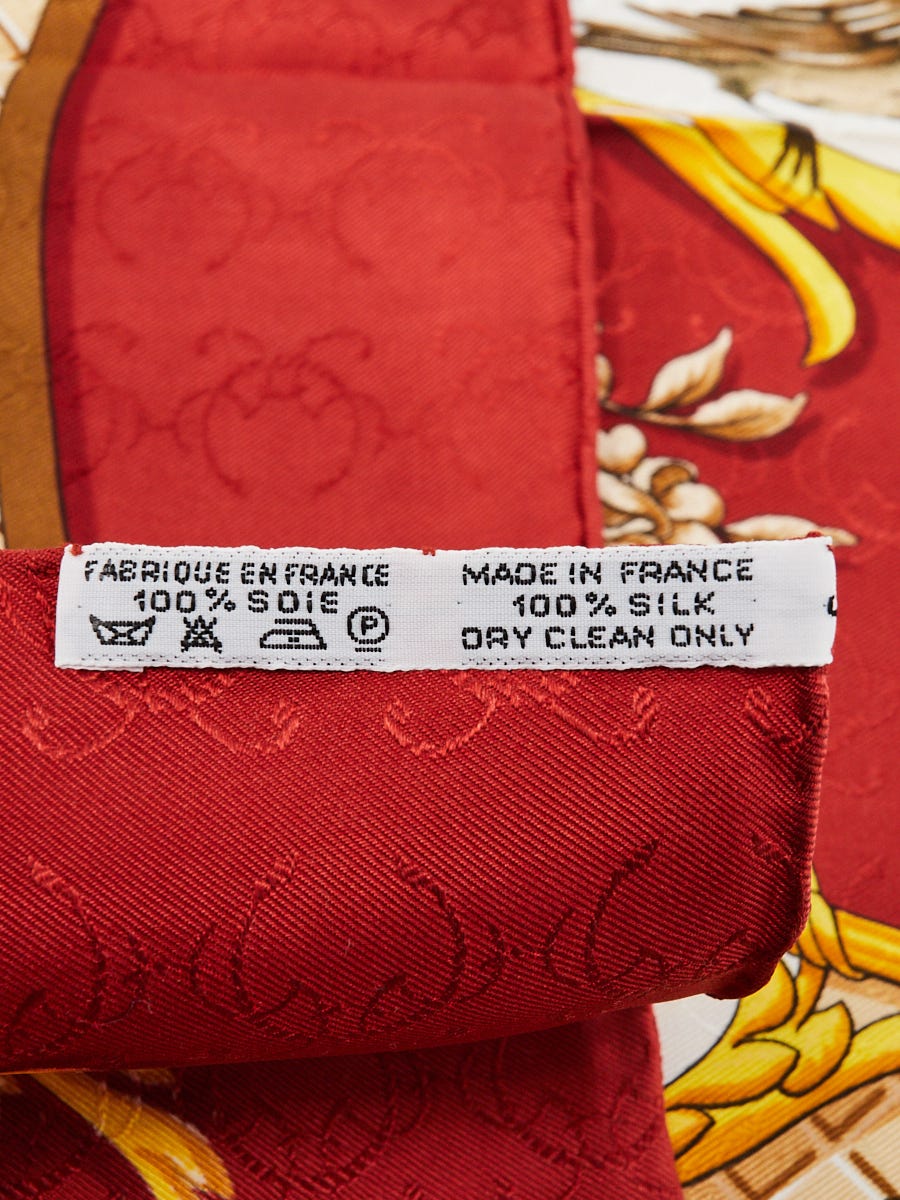 FABRIQUE EN FRANCE
100% SOIE
P
MADE IN FRANCE
100% SILK
DRY CLEAN ONLY